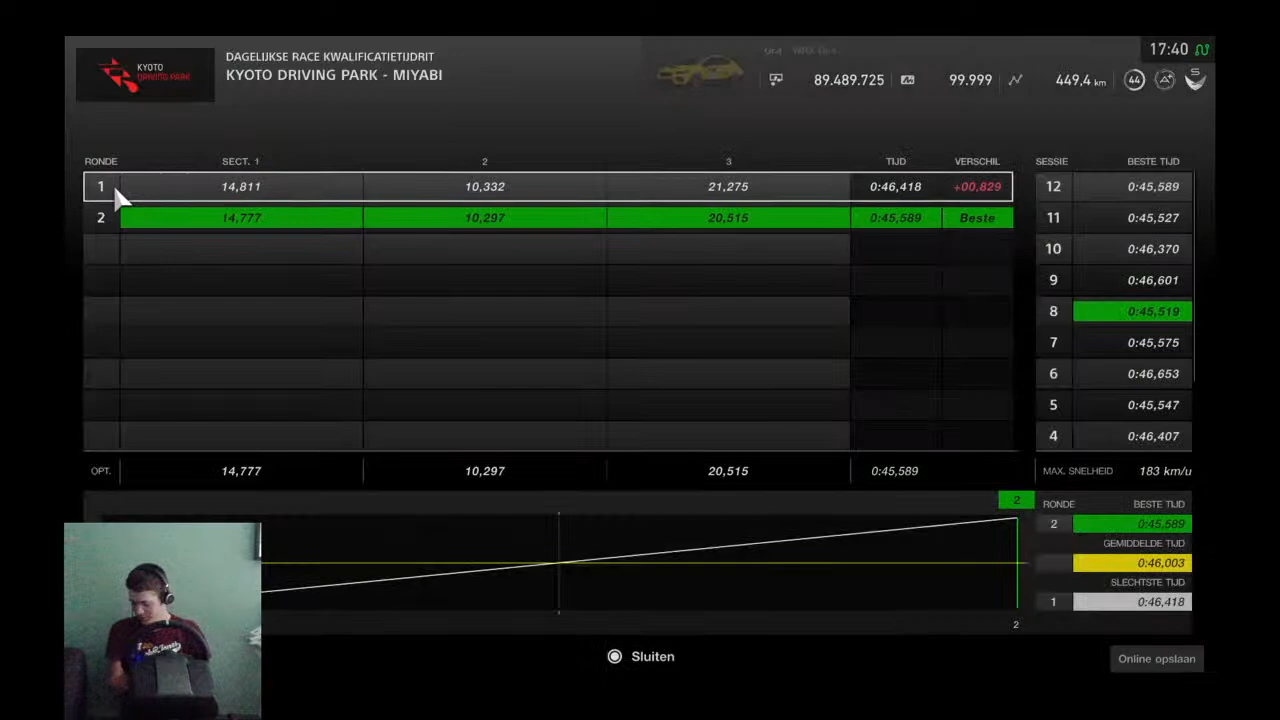 KYOTO
DRIVING PARK
DAGELIJKSE RACE KWALIFICATIETIJDRIT
KYOTO DRIVING PARK - MIYABI
17:40
89.489.725 99.999 449,4 km 44 S
RONDE SECT. 1 2 3 TIJD VERSCHIL
1 14,811 10,332 21,275 0:46,418 +00,829
2 14,777 10,297 20,515 0:45,589 Beste
OPT. 14,777 10,297 20,515 0:45,589
SESSIE BESTE TIJD
12 0:45,589
11 0:45,527
10 0:46,370
9 0:46,601
8 0:45,519
7 0:45,575
6 0:46,653
5 0:45,547
4 0:46,407
MAX. SNELHEID 183 km/u
2
2
RONDE BESTE TIJD
2 0:45,589
GEMIDDELDE TIJD
0:46,003
SLECHTSTE TIJD
1 0:46,418
Sluiten
Online opslaan